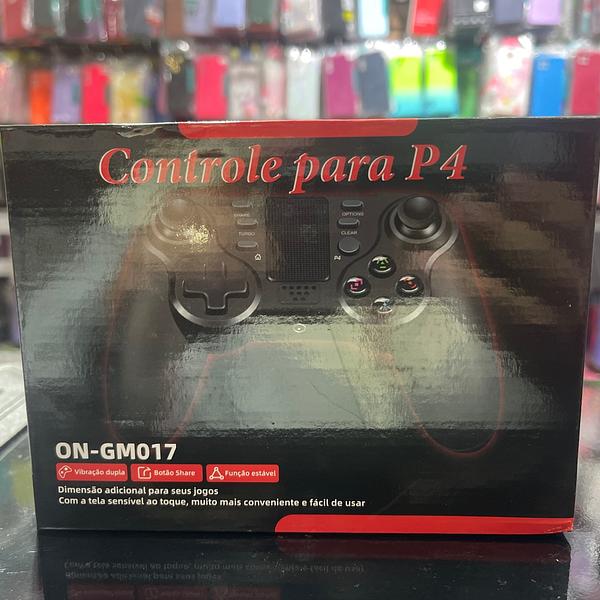 Controle para P4
SHARE
OPTIONS
TURBO
CLEAR
P4
ON-GM017
Vibração dupla
Botão Share
Função estável
Dimensão adicional para seus jogos
Com a tela sensível ao toque, muito mais conveniente e fácil de usar